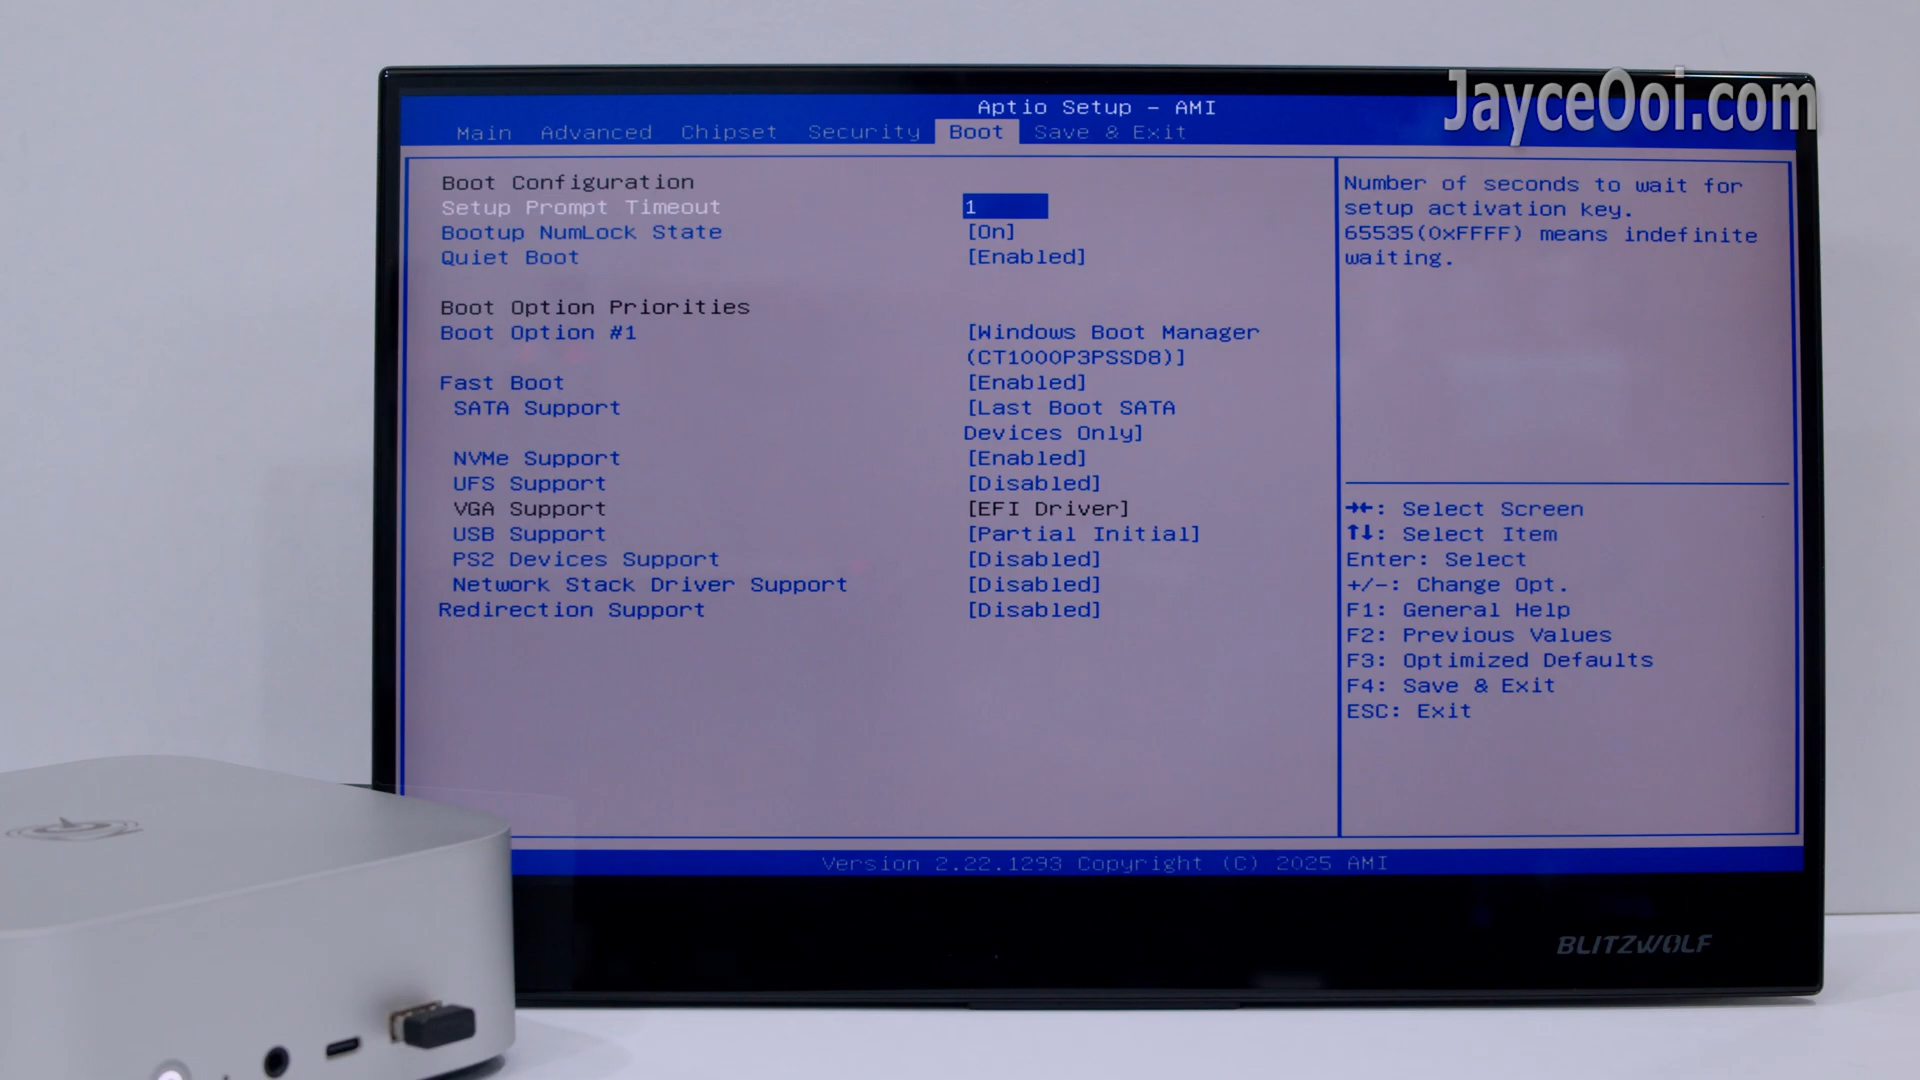 JayceOoi.com
Aptio Setup - AMI
Main Advanced Chipset Security Boot Save & Exit
Boot Configuration
Setup Prompt Timeout 1
Bootup NumLock State [On]
Quiet Boot [Enabled]
Boot Option Priorities
Boot Option #1 [Windows Boot Manager
(CT1000P3PSSD8)]
Fast Boot [Enabled]
SATA Support [Last Boot SATA
Devices Only]
NVMe Support [Enabled]
UFS Support [Disabled]
VGA Support [EFI Driver]
USB Support [Partial Initial]
PS2 Devices Support [Disabled]
Network Stack Driver Support [Disabled]
Redirection Support [Disabled]
Number of seconds to wait for
setup activation key.
65535(0xFFFF) means indefinite
waiting.
→←: Select Screen
↑↓: Select Item
Enter: Select
+/-: Change Opt.
F1: General Help
F2: Previous Values
F3: Optimized Defaults
F4: Save & Exit
ESC: Exit
Version 2.22.1293 Copyright (C) 2025 AMI
BLITZWOLF